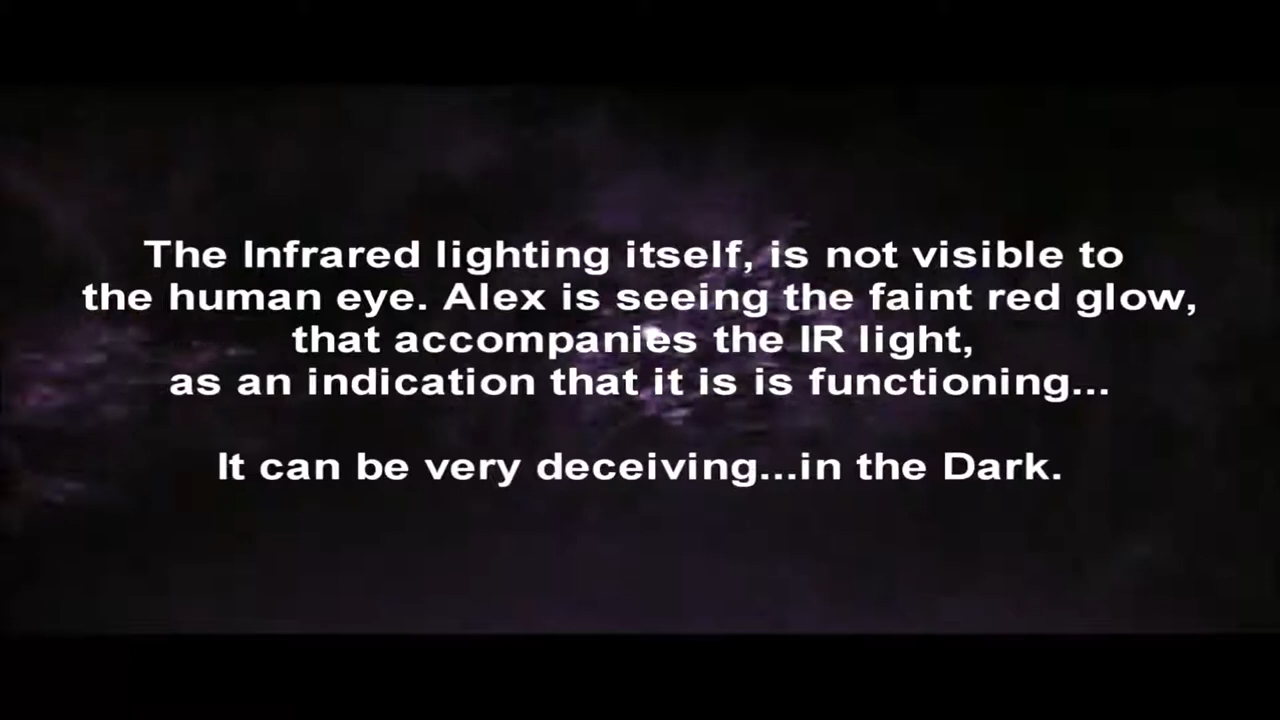 The Infrared lighting itself, is not visible to
the human eye. Alex is seeing the faint red glow,
that accompanies the IR light,
as an indication that it is is functioning...
It can be very deceiving...in the Dark.